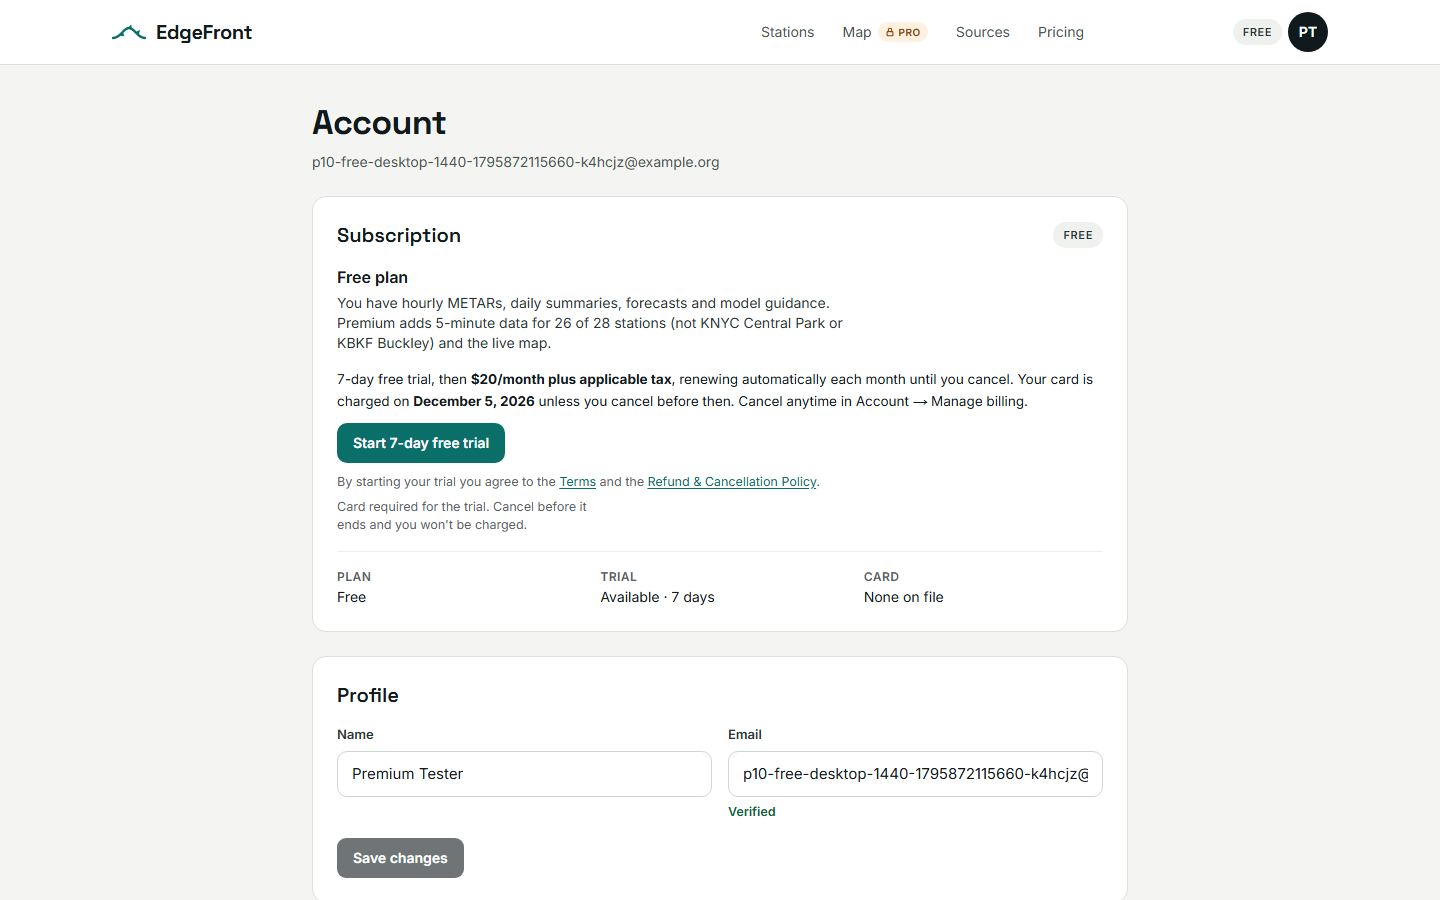 EdgeFront
Stations
Map
PRO
Sources
Pricing
FREE
PT
Account
p10-free-desktop-1440-1795872115660-k4hcjz@example.org
Subscription
FREE
Free plan
You have hourly METARs, daily summaries, forecasts and model guidance.
Premium adds 5-minute data for 26 of 28 stations (not KNYC Central Park or
KBKF Buckley) and the live map.
7-day free trial, then $20/month plus applicable tax, renewing automatically each month until you cancel. Your card is
charged on December 5, 2026 unless you cancel before then. Cancel anytime in Account → Manage billing.
Start 7-day free trial
By starting your trial you agree to the Terms and the Refund & Cancellation Policy.
Card required for the trial. Cancel before it
ends and you won't be charged.
PLAN
Free
TRIAL
Available · 7 days
CARD
None on file
Profile
Name
Premium Tester
Email
p10-free-desktop-1440-1795872115660-k4hcjz@
Verified
Save changes